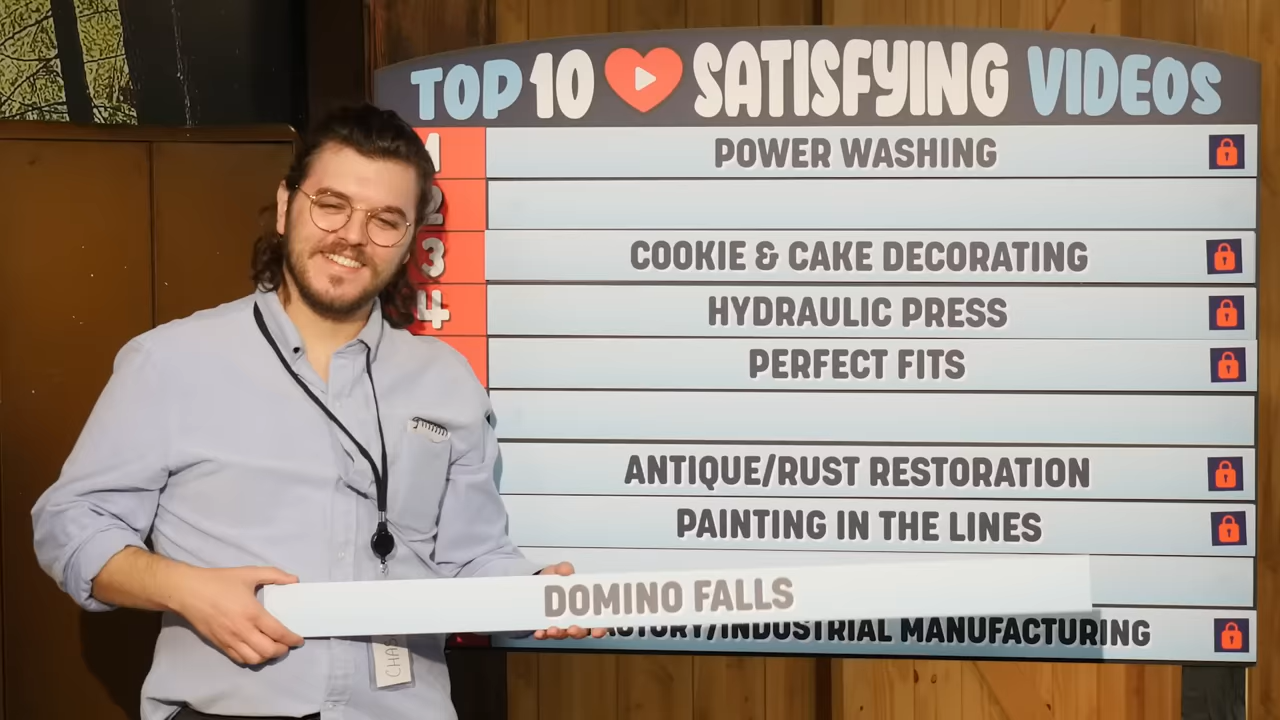 TOP 10 SATISFYING VIDEOS
1 POWER WASHING
2
3 COOKIE & CAKE DECORATING
4 HYDRAULIC PRESS
PERFECT FITS
ANTIQUE/RUST RESTORATION
PAINTING IN THE LINES
DOMINO FALLS
FACTORY/INDUSTRIAL MANUFACTURING